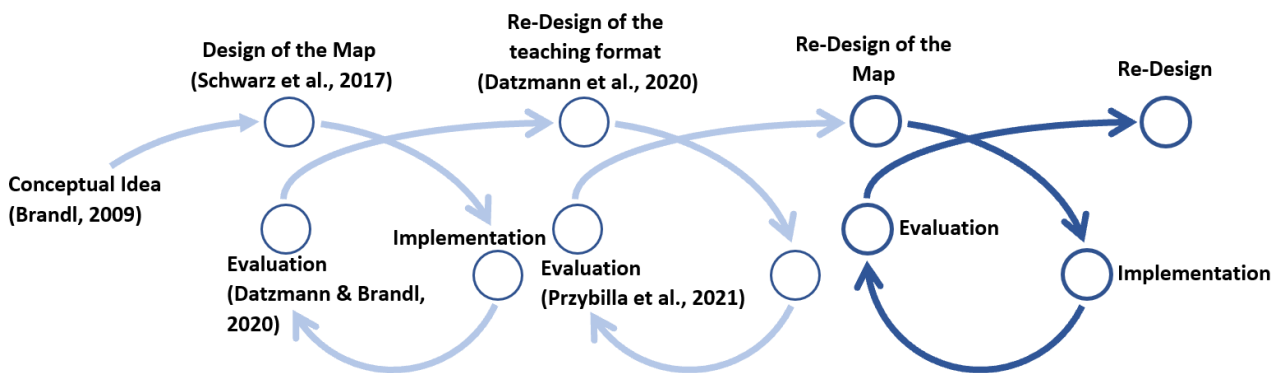 Conceptual Idea
(Brandl, 2009)
Design of the Map
(Schwarz et al., 2017)
Implementation
Evaluation
(Datzmann & Brandl,
2020)
Re-Design of the
teaching format
(Datzmann et al., 2020)
Evaluation
(Przybilla et al., 2021)
Re-Design of the
Map
Implementation
Evaluation
Re-Design